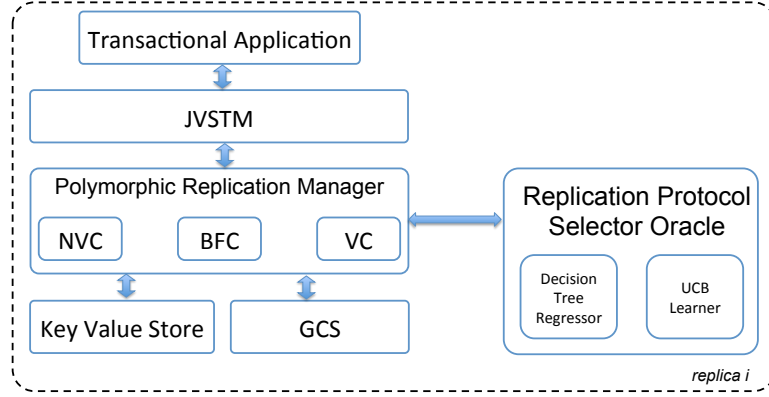 Transactional Application
JVSTM
Polymorphic Replication Manager
NVC
BFC
VC
Key Value Store
GCS
Replication Protocol
Selector Oracle
Decision
Tree
Regressor
UCB
Learner
replica i